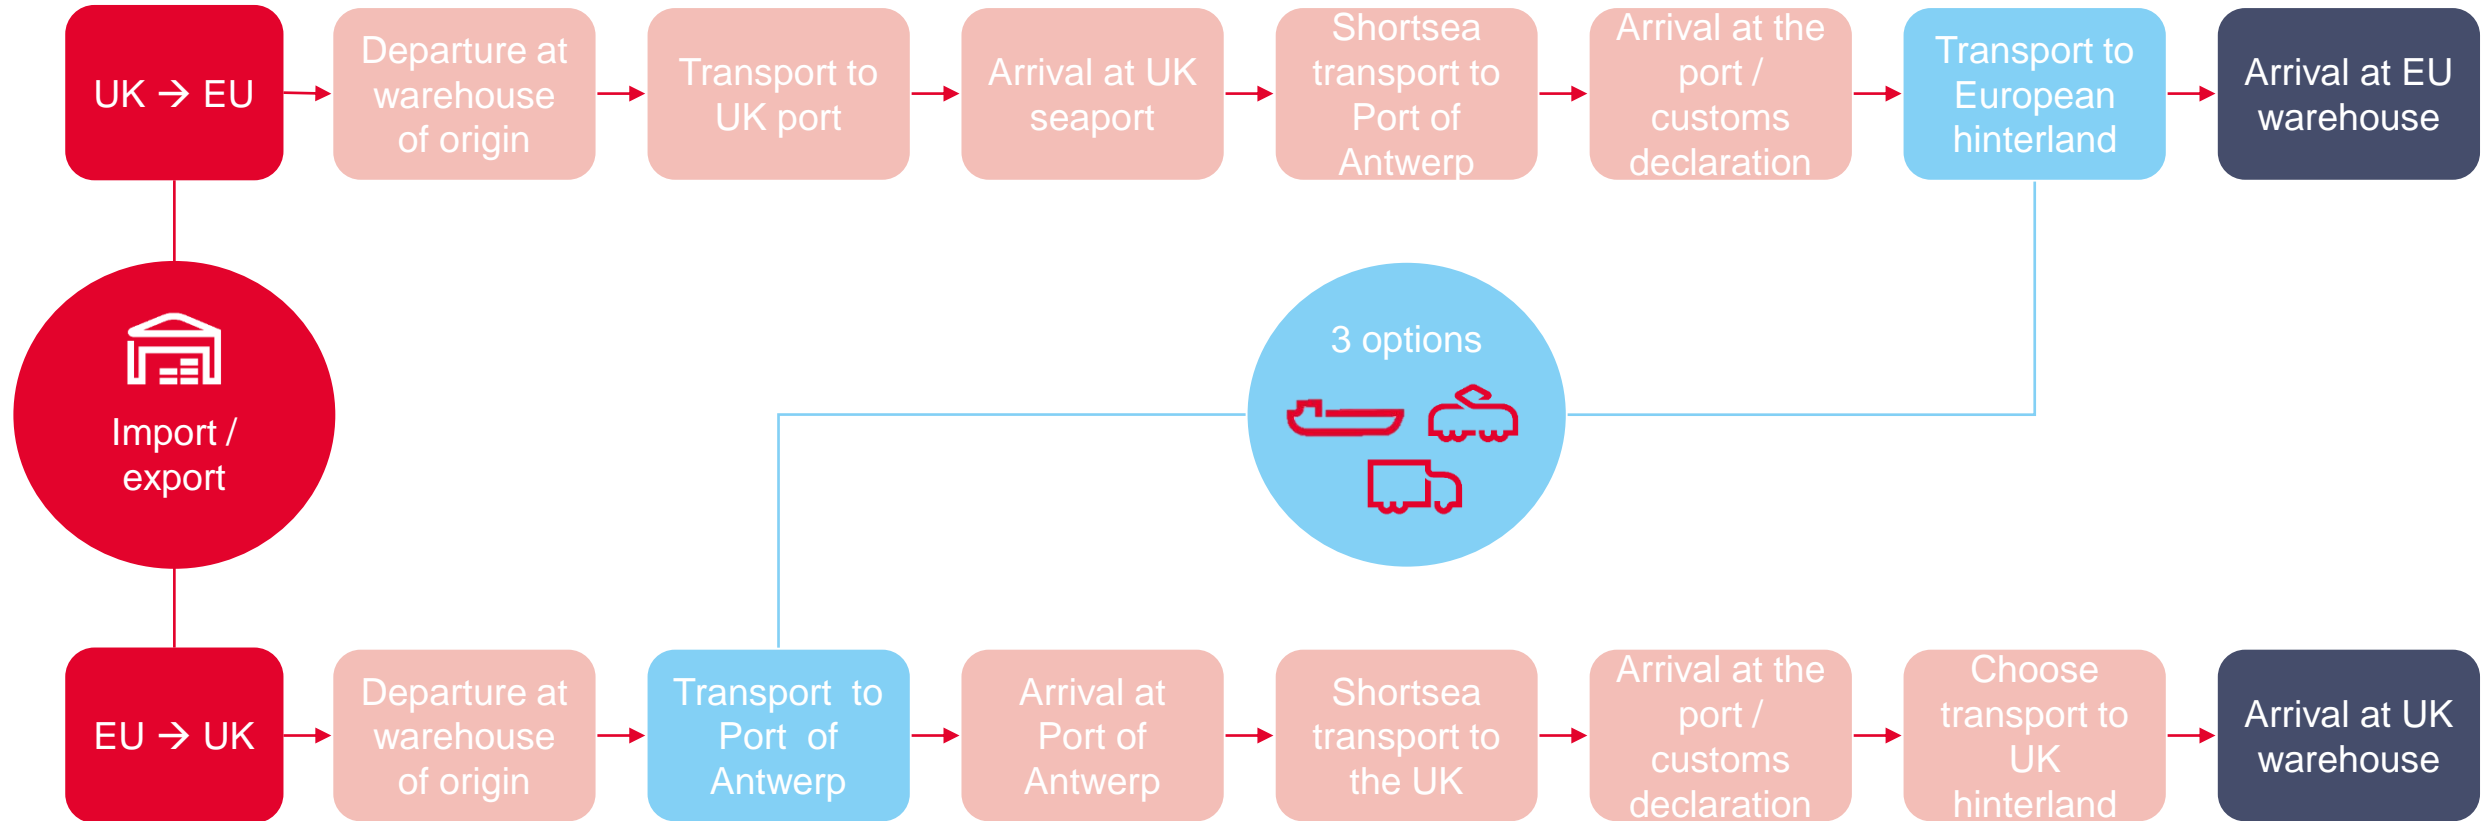 UK → EU
Departure at
warehouse
of origin
Transport to
UK port
Arrival at UK
seaport
Shortsea
transport to
Port of
Antwerp
Arrival at the
port /
customs
declaration
Transport to
European
hinterland
Arrival at EU
warehouse
Import /
export
3 options
EU → UK
Departure at
warehouse
of origin
Transport to
Port of
Antwerp
Arrival at
Port of
Antwerp
Shortsea
transport to
the UK
Arrival at the
port /
customs
declaration
Choose
transport to
UK
hinterland
Arrival at UK
warehouse